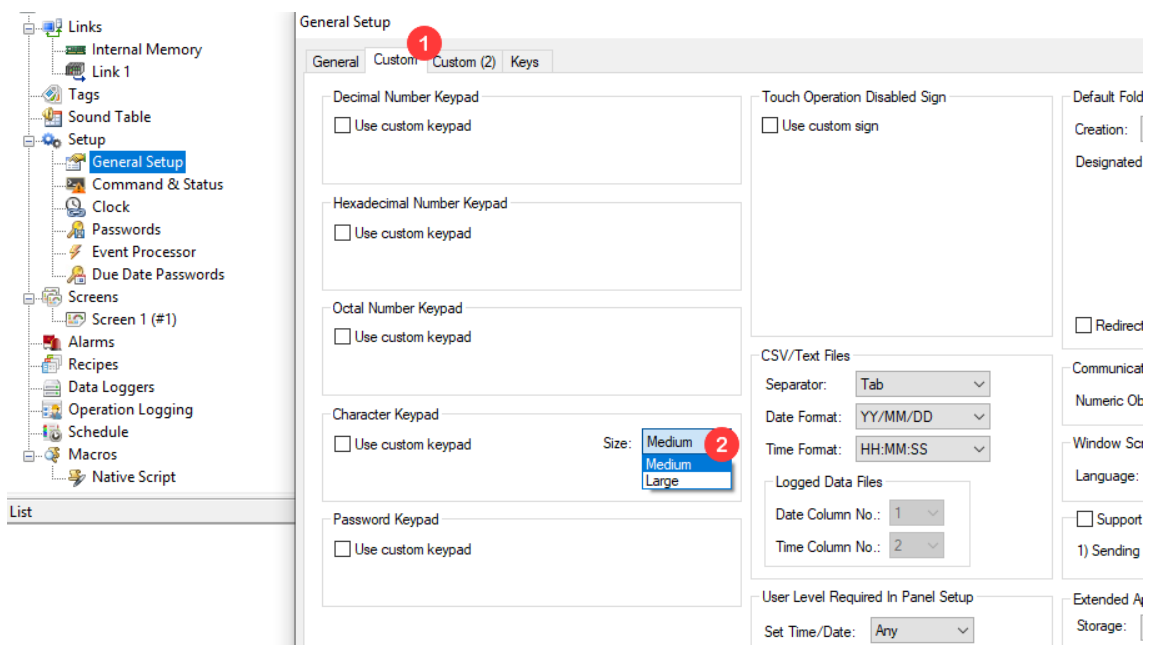 Links
Internal Memory
Link 1
Tags
Sound Table
Setup
General Setup
Command & Status
Clock
Passwords
Event Processor
Due Date Passwords
Screens
Screen 1 (#1)
Alarms
Recipes
Data Loggers
Operation Logging
Schedule
Macros
Native Script
List
General Setup
1
General Custom Custom (2) Keys
Decimal Number Keypad
Use custom keypad
Hexadecimal Number Keypad
Use custom keypad
Octal Number Keypad
Use custom keypad
Character Keypad
Use custom keypad
Size: Medium 2
Medium
Large
Password Keypad
Use custom keypad
Touch Operation Disabled Sign
Use custom sign
CSV/Text Files
Separator: Tab
Date Format: YY/MM/DD
Time Format: HH:MM:SS
Logged Data Files
Date Column No.: 1
Time Column No.: 2
User Level Required In Panel Setup
Set Time/Date: Any
Default Fold
Creation:
Designated
Redirect
Communicat
Numeric Ob
Window Scr
Language:
Support
1) Sending
Extended A
Storage: